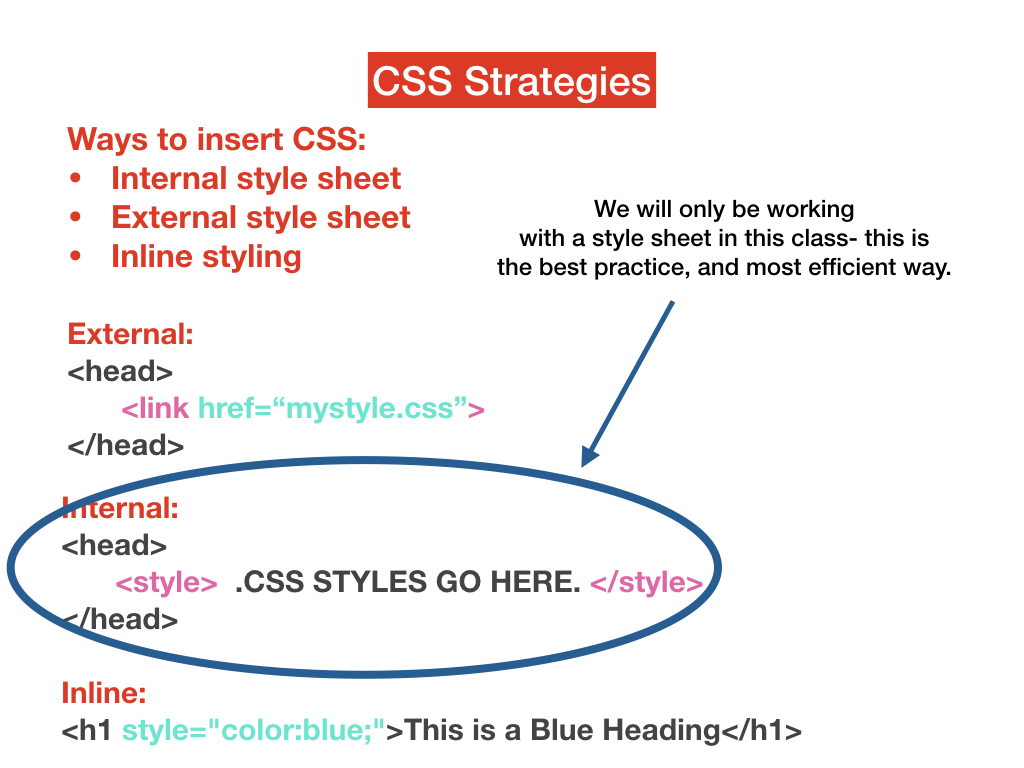 CSS Strategies
Ways to insert CSS:
• Internal style sheet
• External style sheet
• Inline styling
We will only be working
with a style sheet in this class- this is
the best practice, and most efficient way.
External:
<head>
<link href=“mystyle.css”>
</head>
Internal:
<head>
<style> .CSS STYLES GO HERE. </style>
</head>
Inline:
<h1 style="color:blue;">This is a Blue Heading</h1>